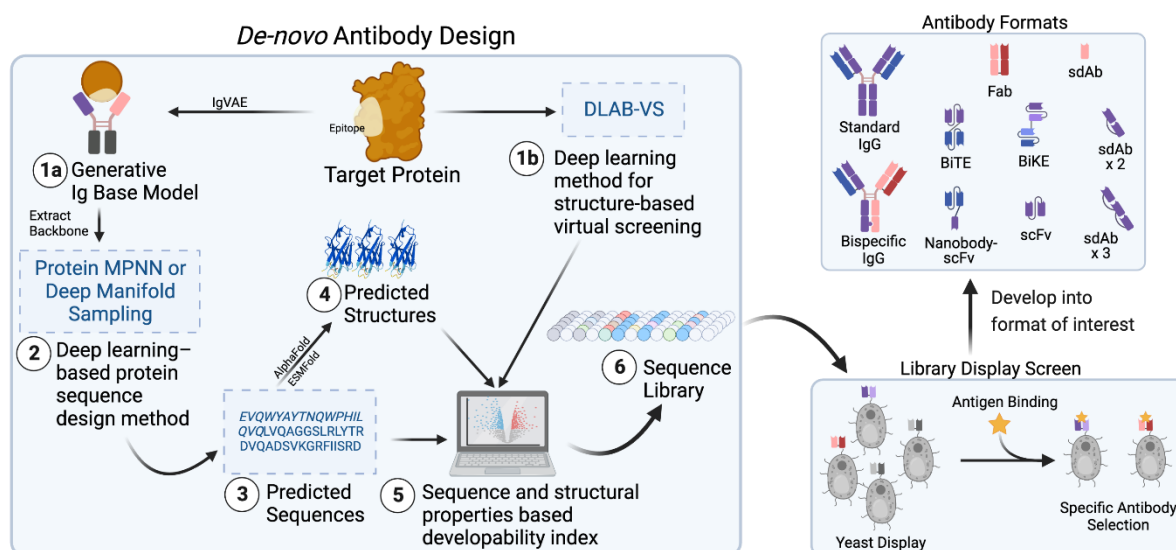 De-novo Antibody Design
IgVAE
Epitope
Target Protein
DLAB-VS
1a
Generative
Ig Base Model
1b
Deep learning
method for
structure-based
virtual screening
Extract
Backbone
Protein MPNN or
Deep Manifold
Sampling
2
Deep learning–
based protein
sequence
design method
4
Predicted
Structures
AlphaFold
ESMFold
EVQWYAYTNQWPHIL
QVQLVQAGGSLRLYTR
DVQADSVKGRFIISRD
3
Predicted
Sequences
5
Sequence and structural
properties based
developability index
6
Sequence
Library
Antibody Formats
Standard
IgG
Fab
sdAb
BiTE
BiKE
sdAb
x 2
Bispecific
IgG
Nanobody-
scFv
scFv
sdAb
x 3
Develop into
format of interest
Library Display Screen
Antigen Binding
Yeast Display
Specific Antibody
Selection